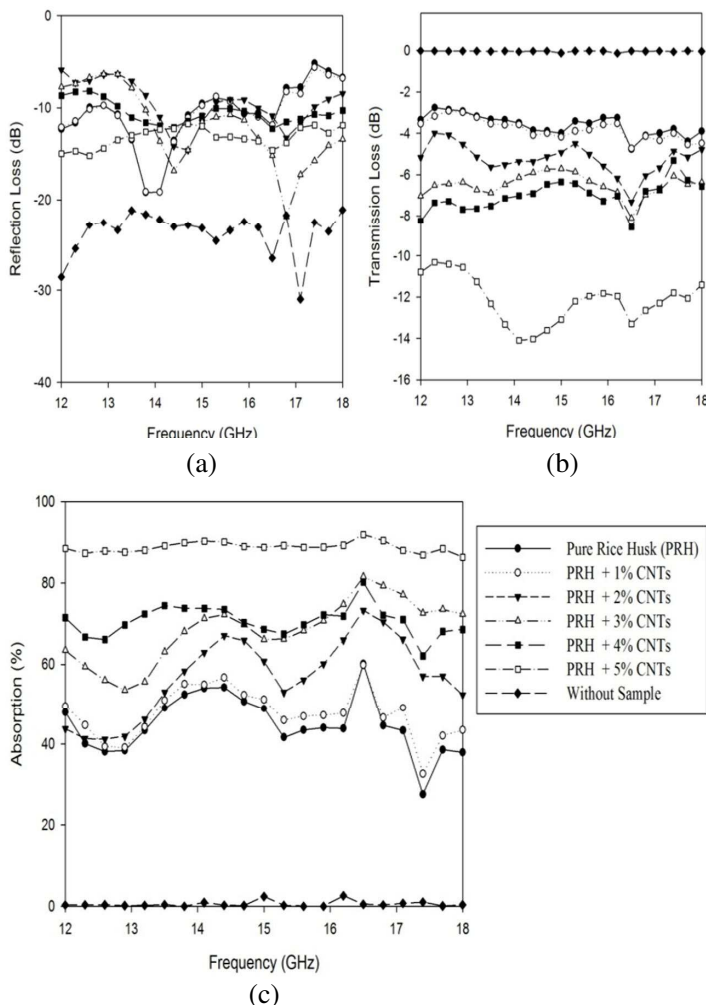 0
-10
-20
-30
-40
Reflection Loss (dB)
12 13 14 15 16 17 18
Frequency (GHz)
(a)
0
-2
-4
-6
-8
-10
-12
-14
-16
Transmission Loss (dB)
12 13 14 15 16 17 18
Frequency (GHz)
(b)
100
80
60
40
20
0
Absorption (%)
12 13 14 15 16 17 18
Frequency (GHz)
(c)
Pure Rice Husk (PRH)
PRH + 1% CNTs
PRH + 2% CNTs
PRH + 3% CNTs
PRH + 4% CNTs
PRH + 5% CNTs
Without Sample